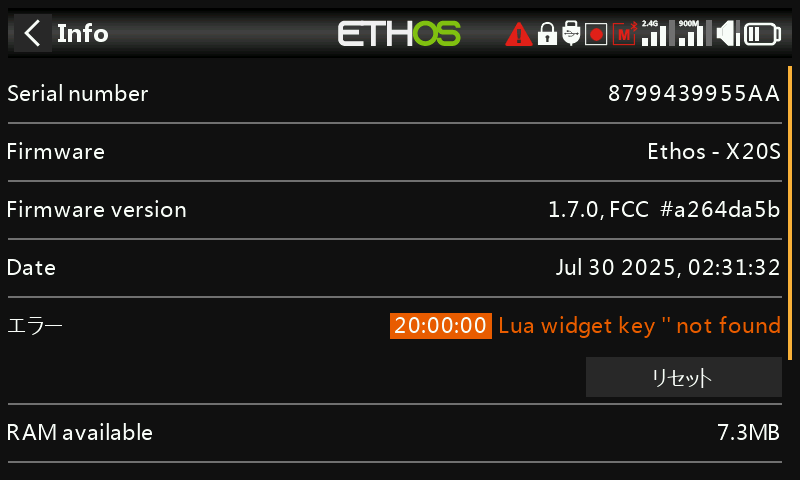 Info
ETHOS
2.4G 900M
M
Serial number 8799439955AA
Firmware Ethos - X20S
Firmware version 1.7.0, FCC #a264da5b
Date Jul 30 2025, 02:31:32
エラー 20:00:00 Lua widget key '' not found
リセット
RAM available 7.3MB